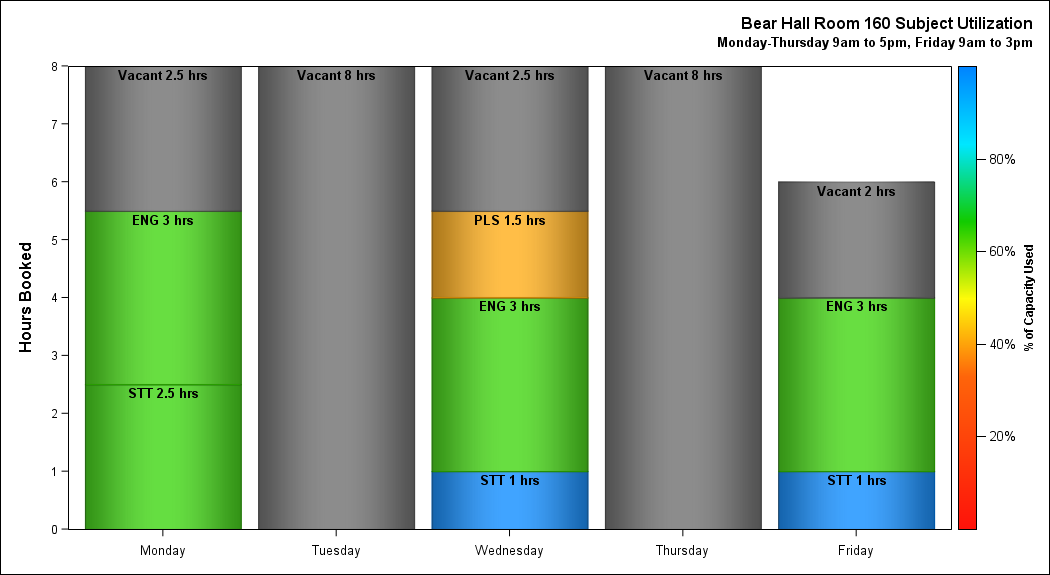 Bear Hall Room 160 Subject Utilization
Monday-Thursday 9am to 5pm, Friday 9am to 3pm
Hours Booked
8
7
6
5
4
3
2
1
0
Vacant 2.5 hrs
ENG 3 hrs
STT 2.5 hrs
Vacant 8 hrs
Vacant 2.5 hrs
PLS 1.5 hrs
ENG 3 hrs
STT 1 hrs
Vacant 8 hrs
Vacant 2 hrs
ENG 3 hrs
STT 1 hrs
Monday
Tuesday
Wednesday
Thursday
Friday
80%
60%
40%
20%
% of Capacity Used